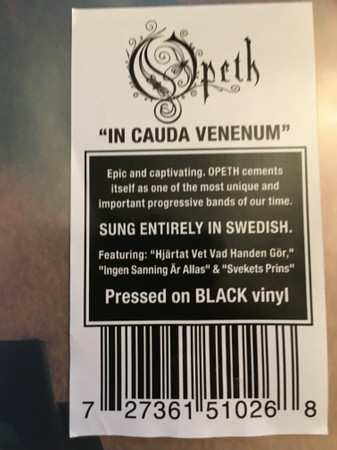 Opeth
“IN CAUDA VENENUM”
Epic and captivating. OPETH cements
itself as one of the most unique and
important progressive bands of our time.
SUNG ENTIRELY IN SWEDISH.
Featuring: "Hjärtat Vet Vad Handen Gör,"
"Ingen Sanning Är Allas" & "Svekets Prins"
Pressed on BLACK vinyl
7 27361 51026 8